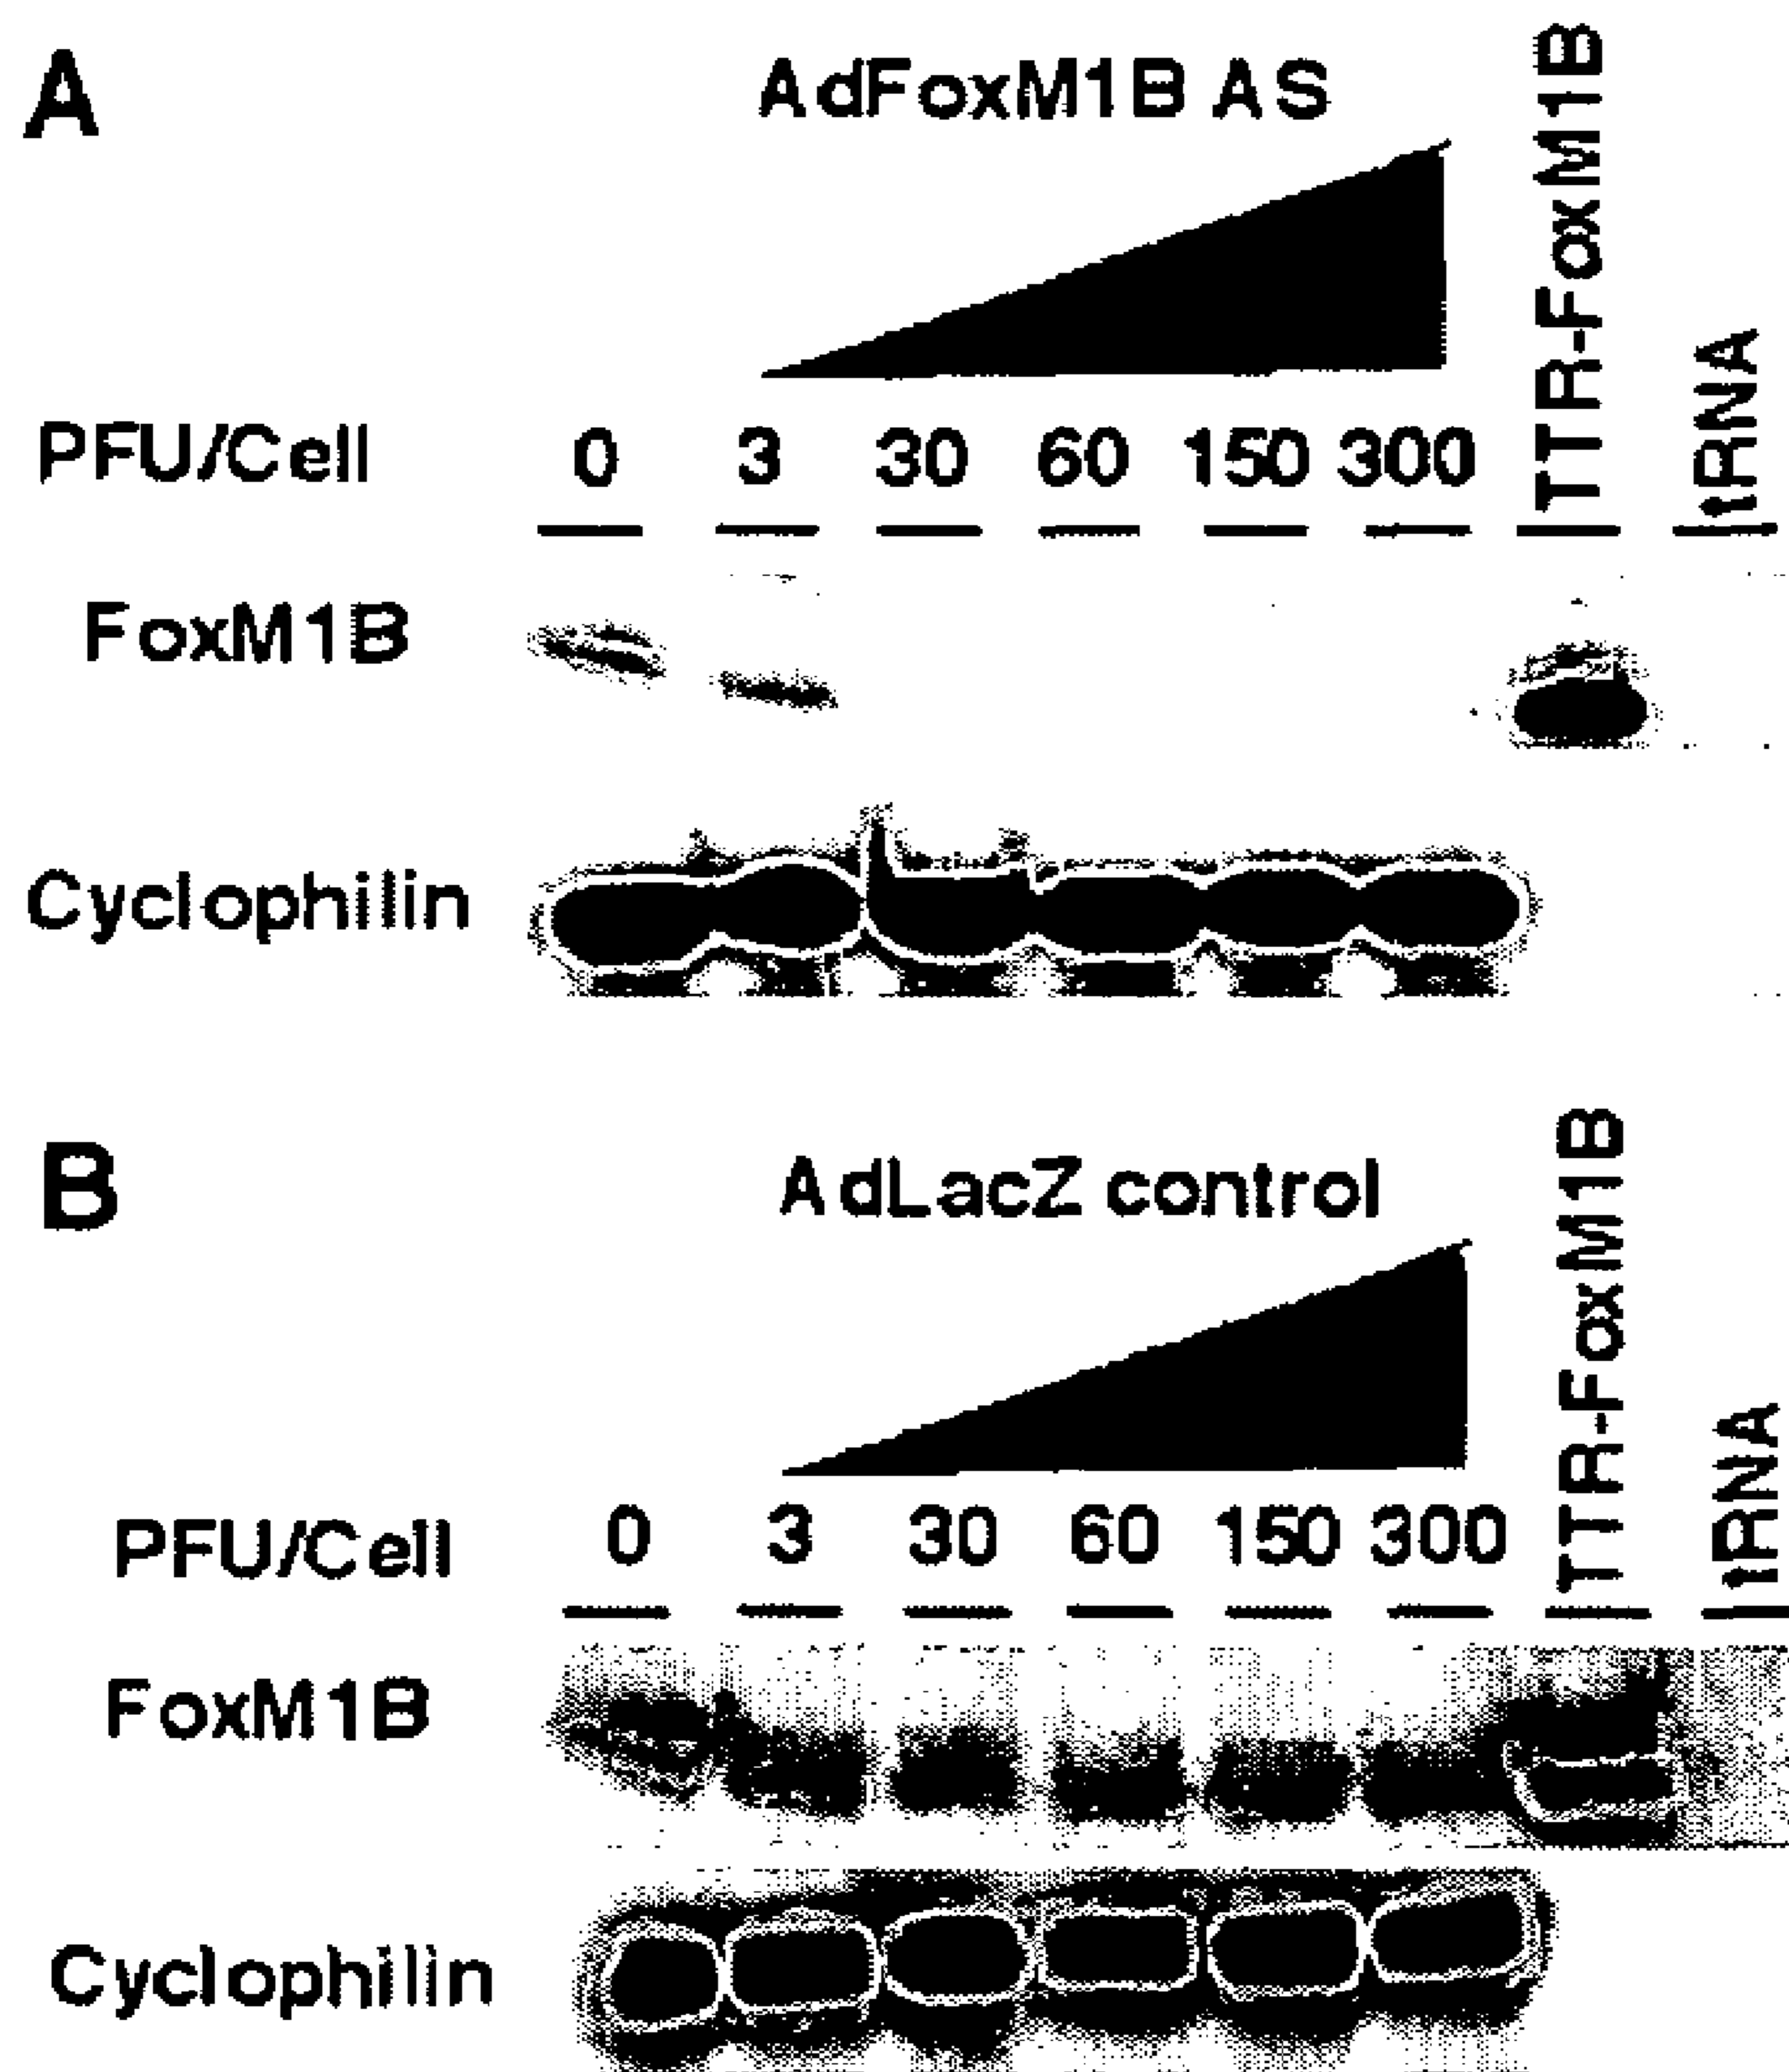 A
AdFoxM1B AS
TTR-FoxM1B
tRNA
PFU/Cell 0 3 30 60 150 300
FoxM1B
Cyclophilin
B
AdLacZ control
TTR-FoxM1B
tRNA
PFU/Cell 0 3 30 60 150 300
FoxM1B
Cyclophilin